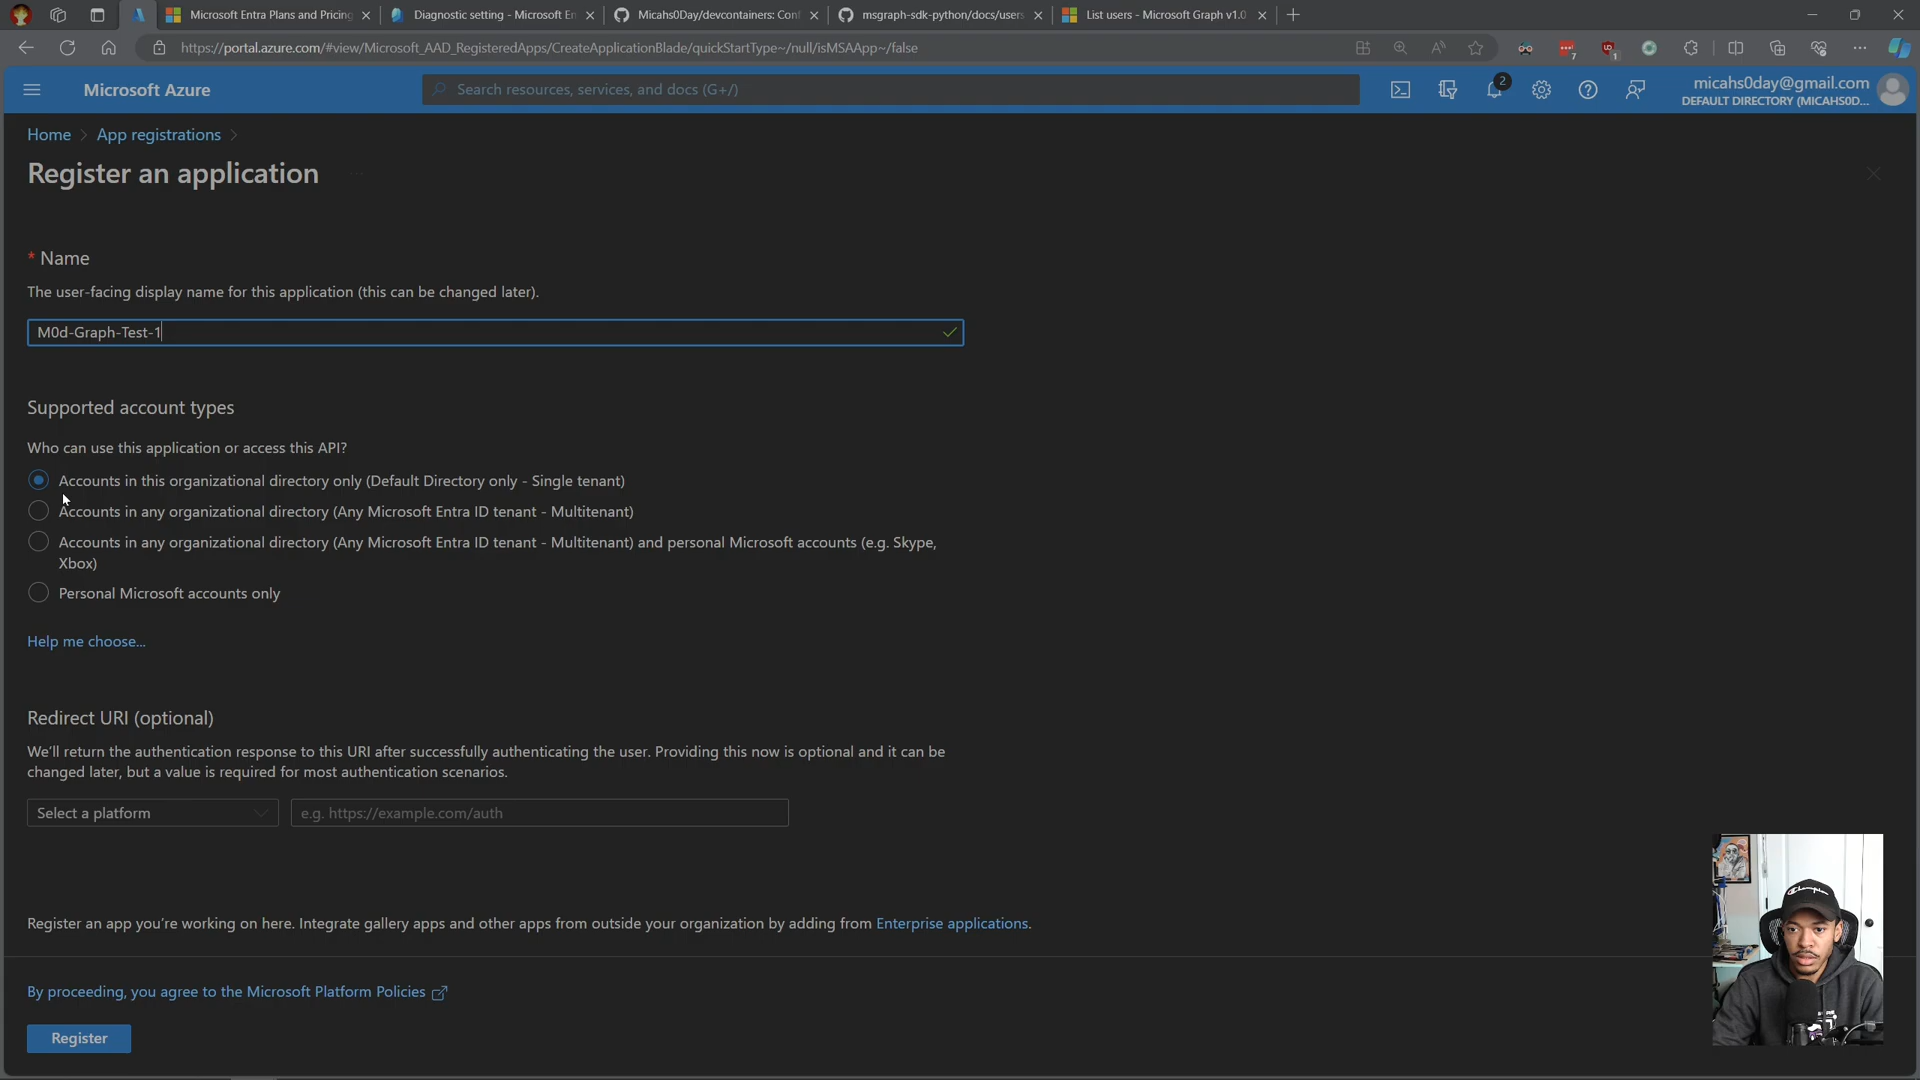 Microsoft Entra Plans and Pricing
Diagnostic setting - Microsoft En
Micahs0Day/devcontainers: Conf
msgraph-sdk-python/docs/users
List users - Microsoft Graph v1.0
https://portal.azure.com/#view/Microsoft_AAD_RegisteredApps/CreateApplicationBlade/quickStartType~/null/isMSAApp~/false
7
1
Microsoft Azure
Search resources, services, and docs (G+/)
2
micahs0day@gmail.com
DEFAULT DIRECTORY (MICAHS0D...
Home > App registrations >
Register an application ...
* Name
The user-facing display name for this application (this can be changed later).
M0d-Graph-Test-1
Supported account types
Who can use this application or access this API?
Accounts in this organizational directory only (Default Directory only - Single tenant)
Accounts in any organizational directory (Any Microsoft Entra ID tenant - Multitenant)
Accounts in any organizational directory (Any Microsoft Entra ID tenant - Multitenant) and personal Microsoft accounts (e.g. Skype,
Xbox)
Personal Microsoft accounts only
Help me choose...
Redirect URI (optional)
We'll return the authentication response to this URI after successfully authenticating the user. Providing this now is optional and it can be
changed later, but a value is required for most authentication scenarios.
Select a platform
e.g. https://example.com/auth
Register an app you're working on here. Integrate gallery apps and other apps from outside your organization by adding from Enterprise applications.
By proceeding, you agree to the Microsoft Platform Policies
Register
Champion